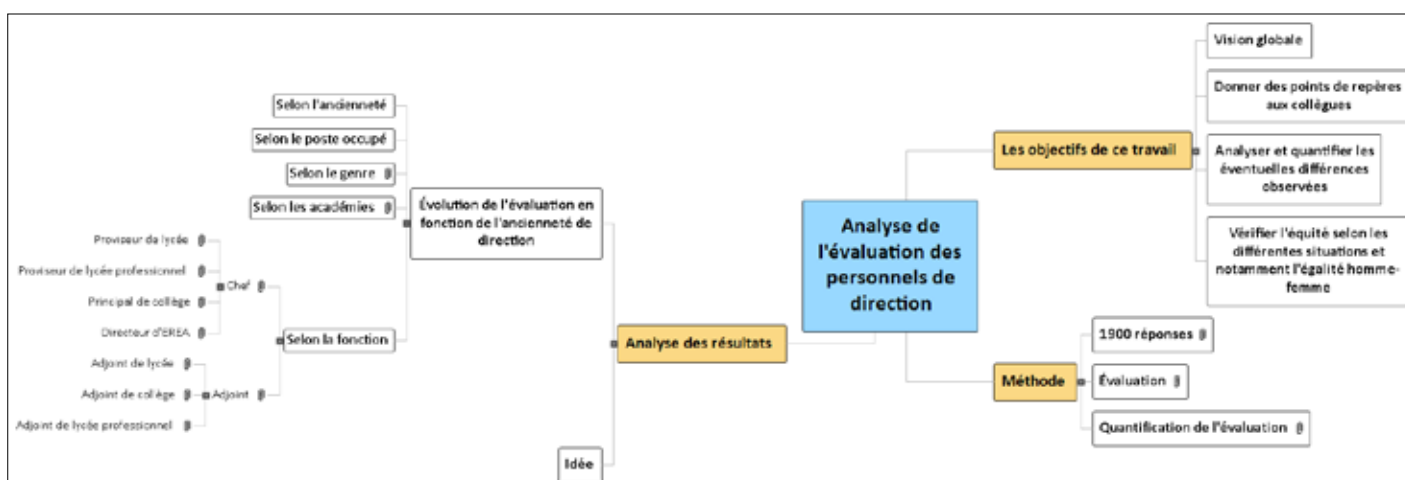 Analyse de
l'évaluation des
personnels de
direction
Les objectifs de ce travail
Vision globale
Donner des points de repères
aux collègues
Analyser et quantifier les
éventuelles différences
observées
Vérifier l'équité selon les
différentes situations et
notamment l'égalité homme-
femme
Méthode
1900 réponses
Évaluation
Quantification de l'évaluation
Analyse des résultats
Évolution de l'évaluation en
fonction de l'ancienneté de
direction
Selon l'ancienneté
Selon le poste occupé
Selon le genre
Selon les académies
Selon la fonction
Chef
Proviseur de lycée
Proviseur de lycée professionnel
Principal de collège
Directeur d'EREA
Adjoint
Adjoint de lycée
Adjoint de collège
Adjoint de lycée professionnel
Idée